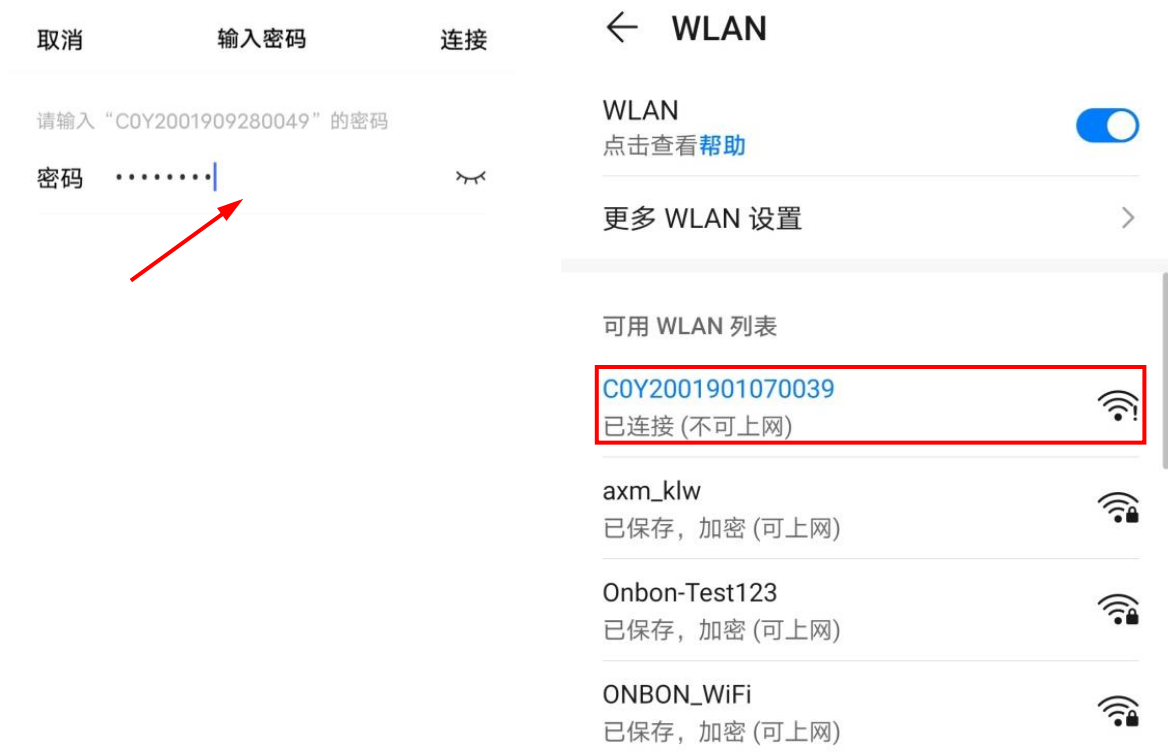 取消
输入密码
连接
请输入“C0Y2001909280049”的密码
密码 ••••••••
WLAN
WLAN
点击查看帮助
更多 WLAN 设置
可用 WLAN 列表
C0Y2001901070039
已连接 (不可上网)
axm_klw
已保存，加密 (可上网)
Onbon-Test123
已保存，加密 (可上网)
ONBON_WiFi
已保存，加密 (可上网)